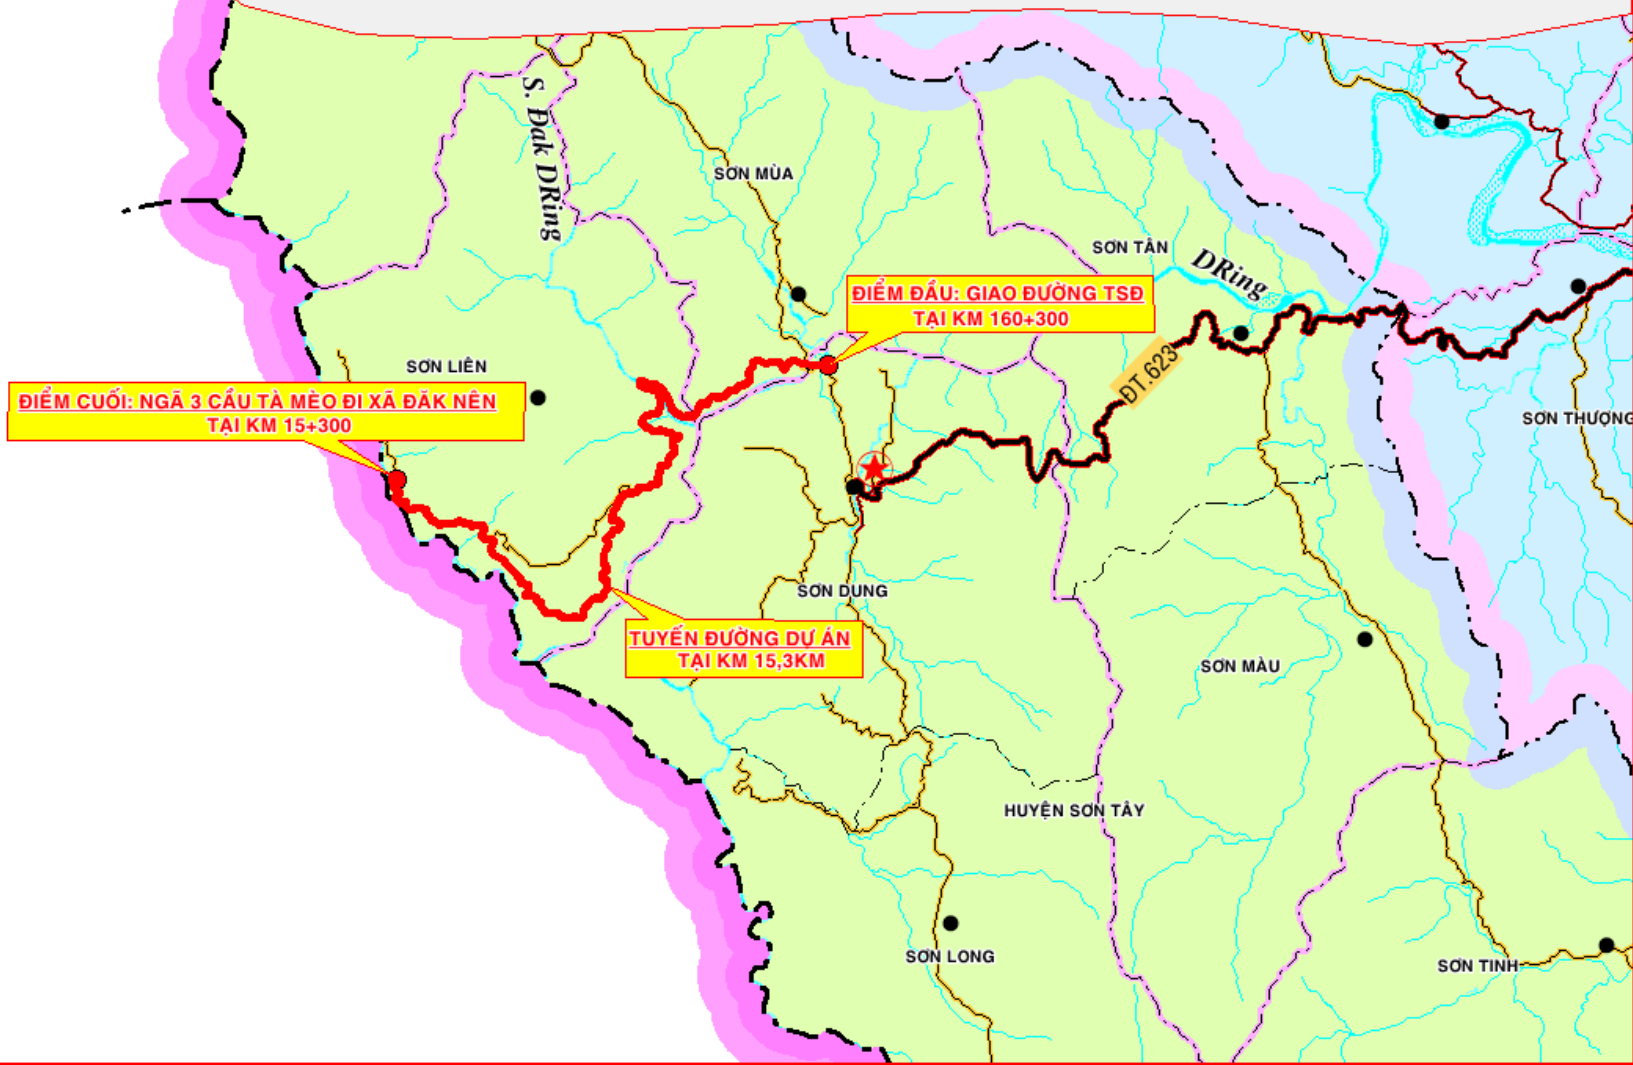 S. Đak DRing
SƠN MÙA
SƠN TÂN
DRing
ĐIỂM ĐẦU: GIAO ĐƯỜNG TSĐ
TẠI KM 160+300
ĐT.623
SƠN LIÊN
ĐIỂM CUỐI: NGÃ 3 CẦU TÀ MÈO ĐI XÃ ĐĂK NÊN
TẠI KM 15+300
SƠN THƯỢNG
SƠN DUNG
TUYẾN ĐƯỜNG DỰ ÁN
TẠI KM 15,3KM
SƠN MÀU
HUYỆN SƠN TÂY
SƠN LONG
SƠN TINH